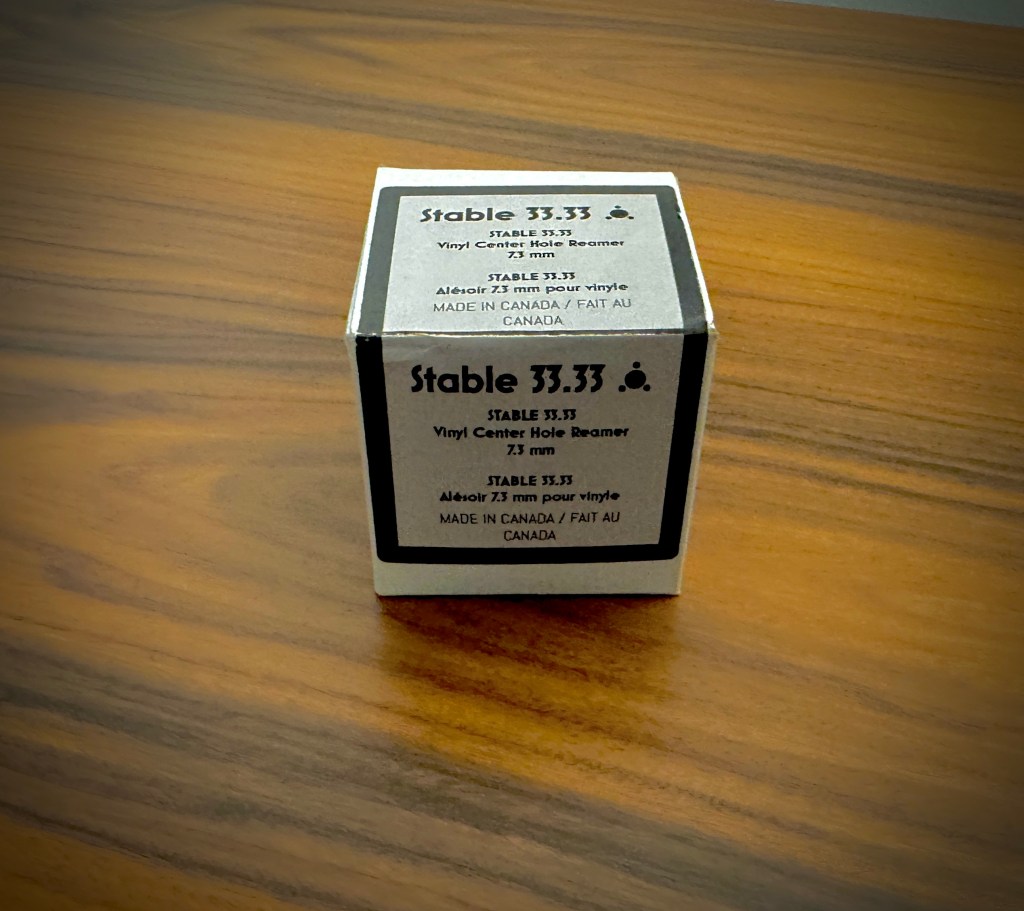 Stable 33.33
STABLE 33.33
Vinyl Center Hole Reamer
7.3 mm
STABLE 33.33
Alésoir 7.3 mm pour vinyle
MADE IN CANADA / FAIT AU
CANADA
Stable 33.33
STABLE 33.33
Vinyl Center Hole Reamer
7.3 mm
STABLE 33.33
Alésoir 7.3 mm pour vinyle
MADE IN CANADA / FAIT AU
CANADA